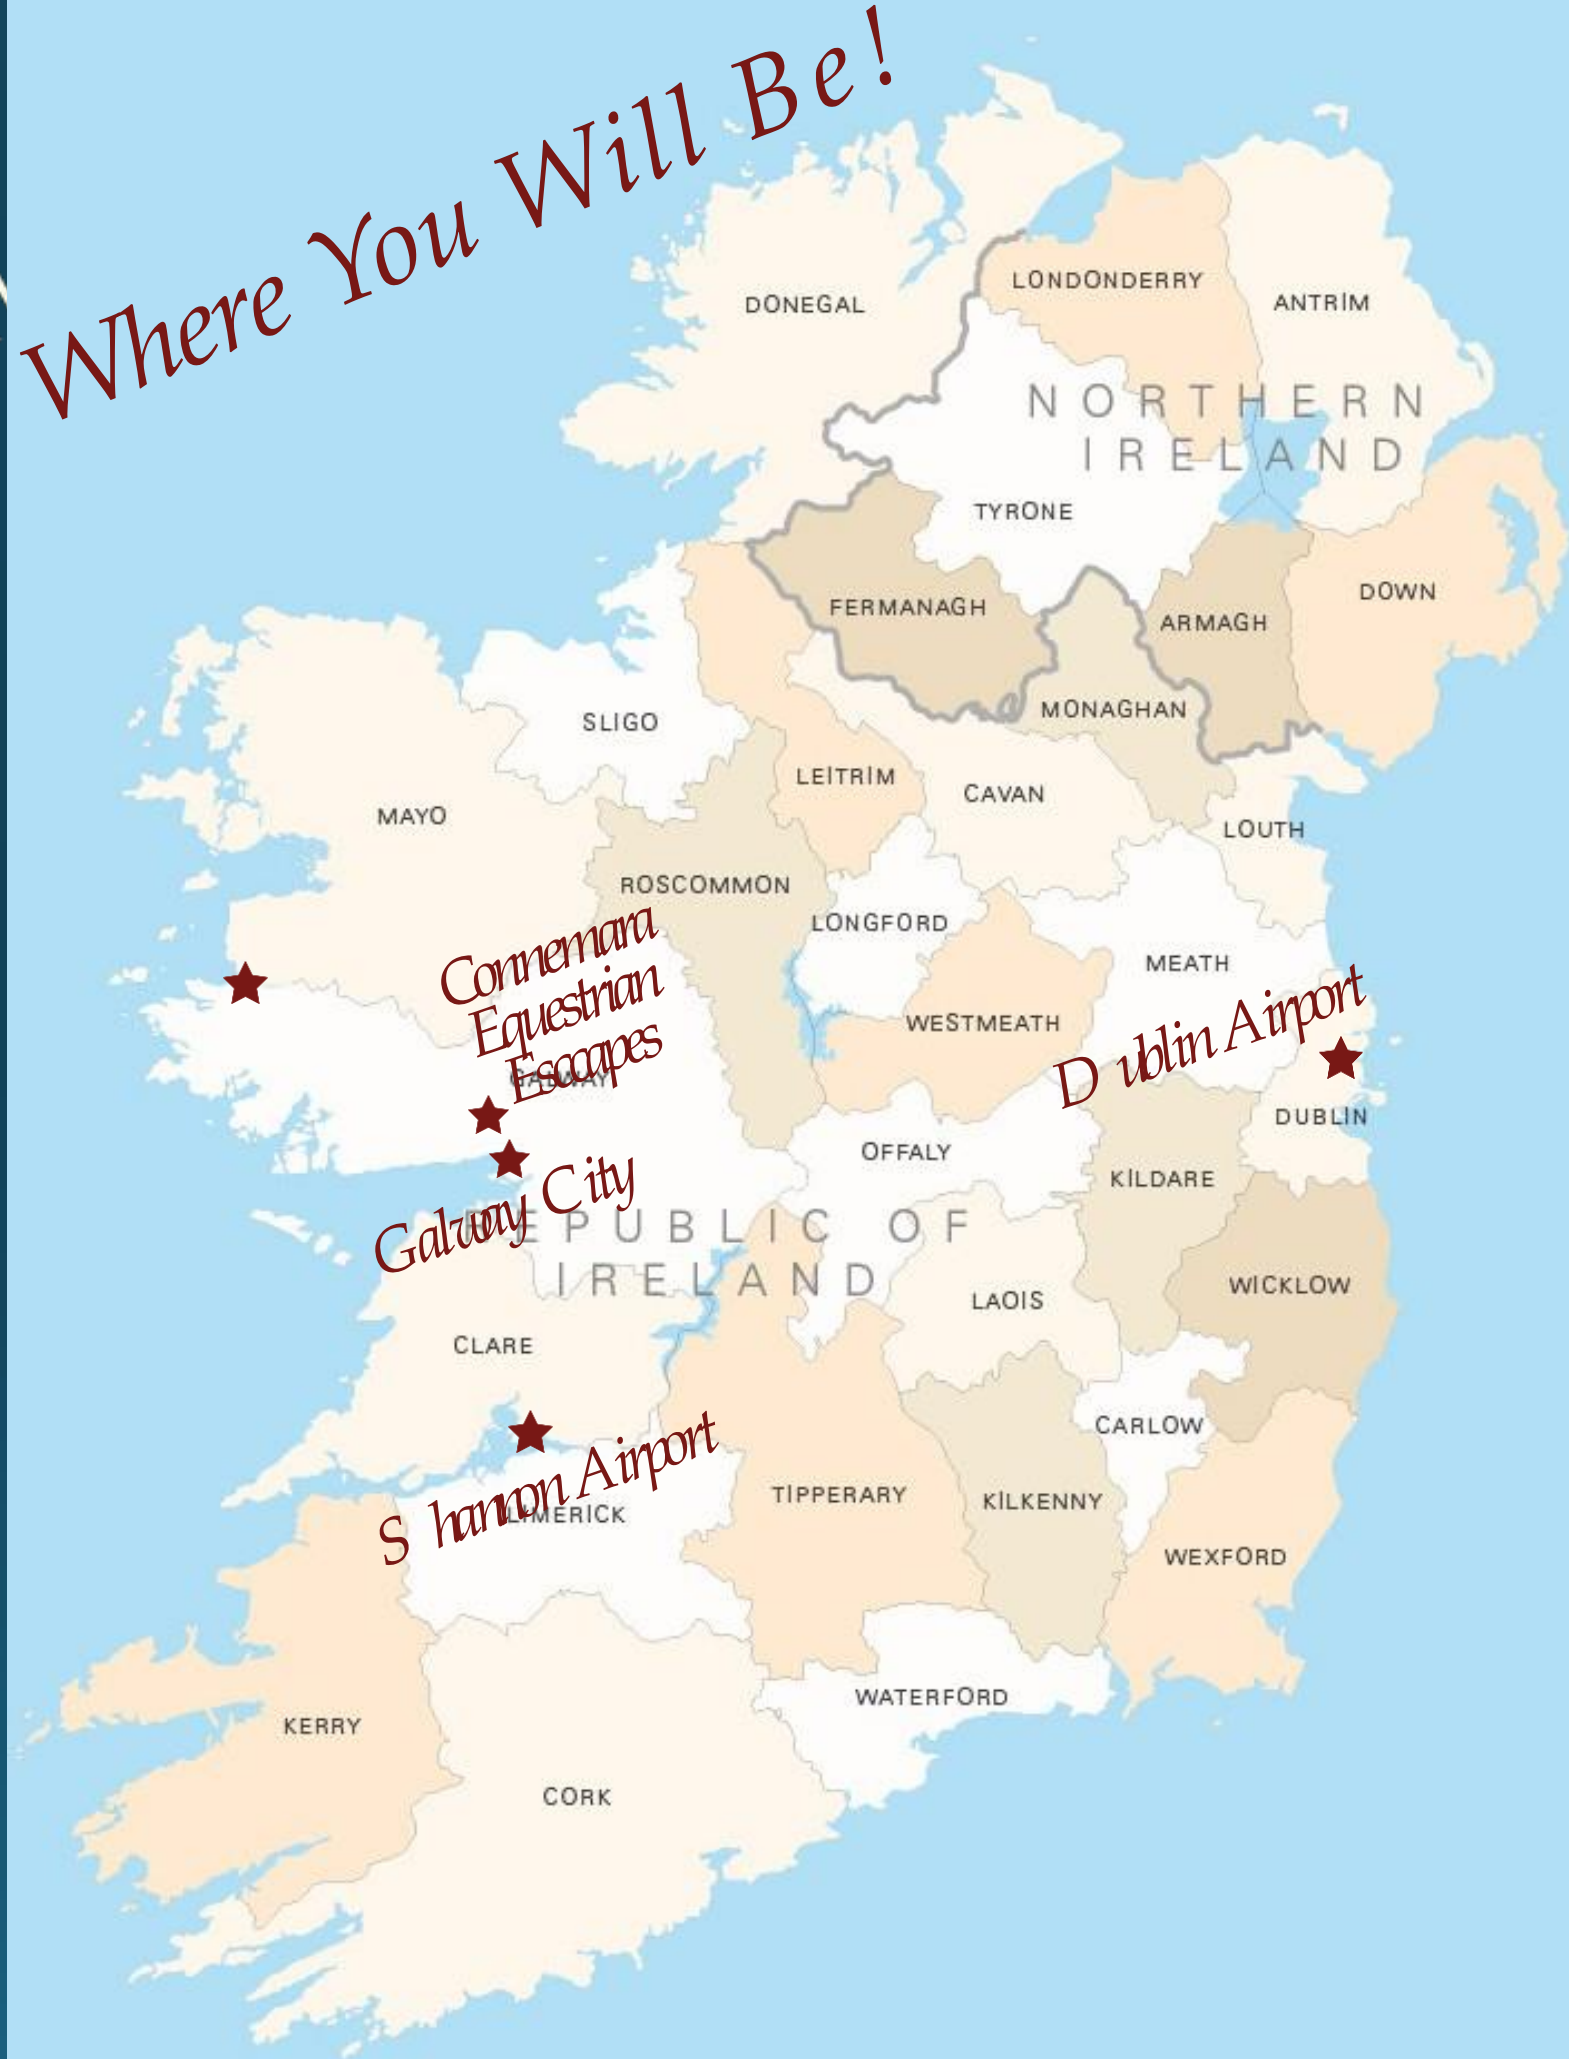 Where You Will Be!
DONEGAL
LONDONDERRY
ANTRIM
NORTHERN
IRELAND
TYRONE
FERMANAGH
ARMAGH
DOWN
MONAGHAN
SLIGO
LEITRIM
CAVAN
LOUTH
MAYO
ROSCOMMON
LONGFORD
MEATH
WESTMEATH
Connemara
Equestrian
Escapes
GALWAY
Dublin Airport
DUBLIN
OFFALY
KILDARE
Galway City
REPUBLIC OF
IRELAND
LAOIS
WICKLOW
CLARE
CARLOW
Shannon Airport
LIMERICK
TIPPERARY
KILKENNY
WEXFORD
WATERFORD
KERRY
CORK